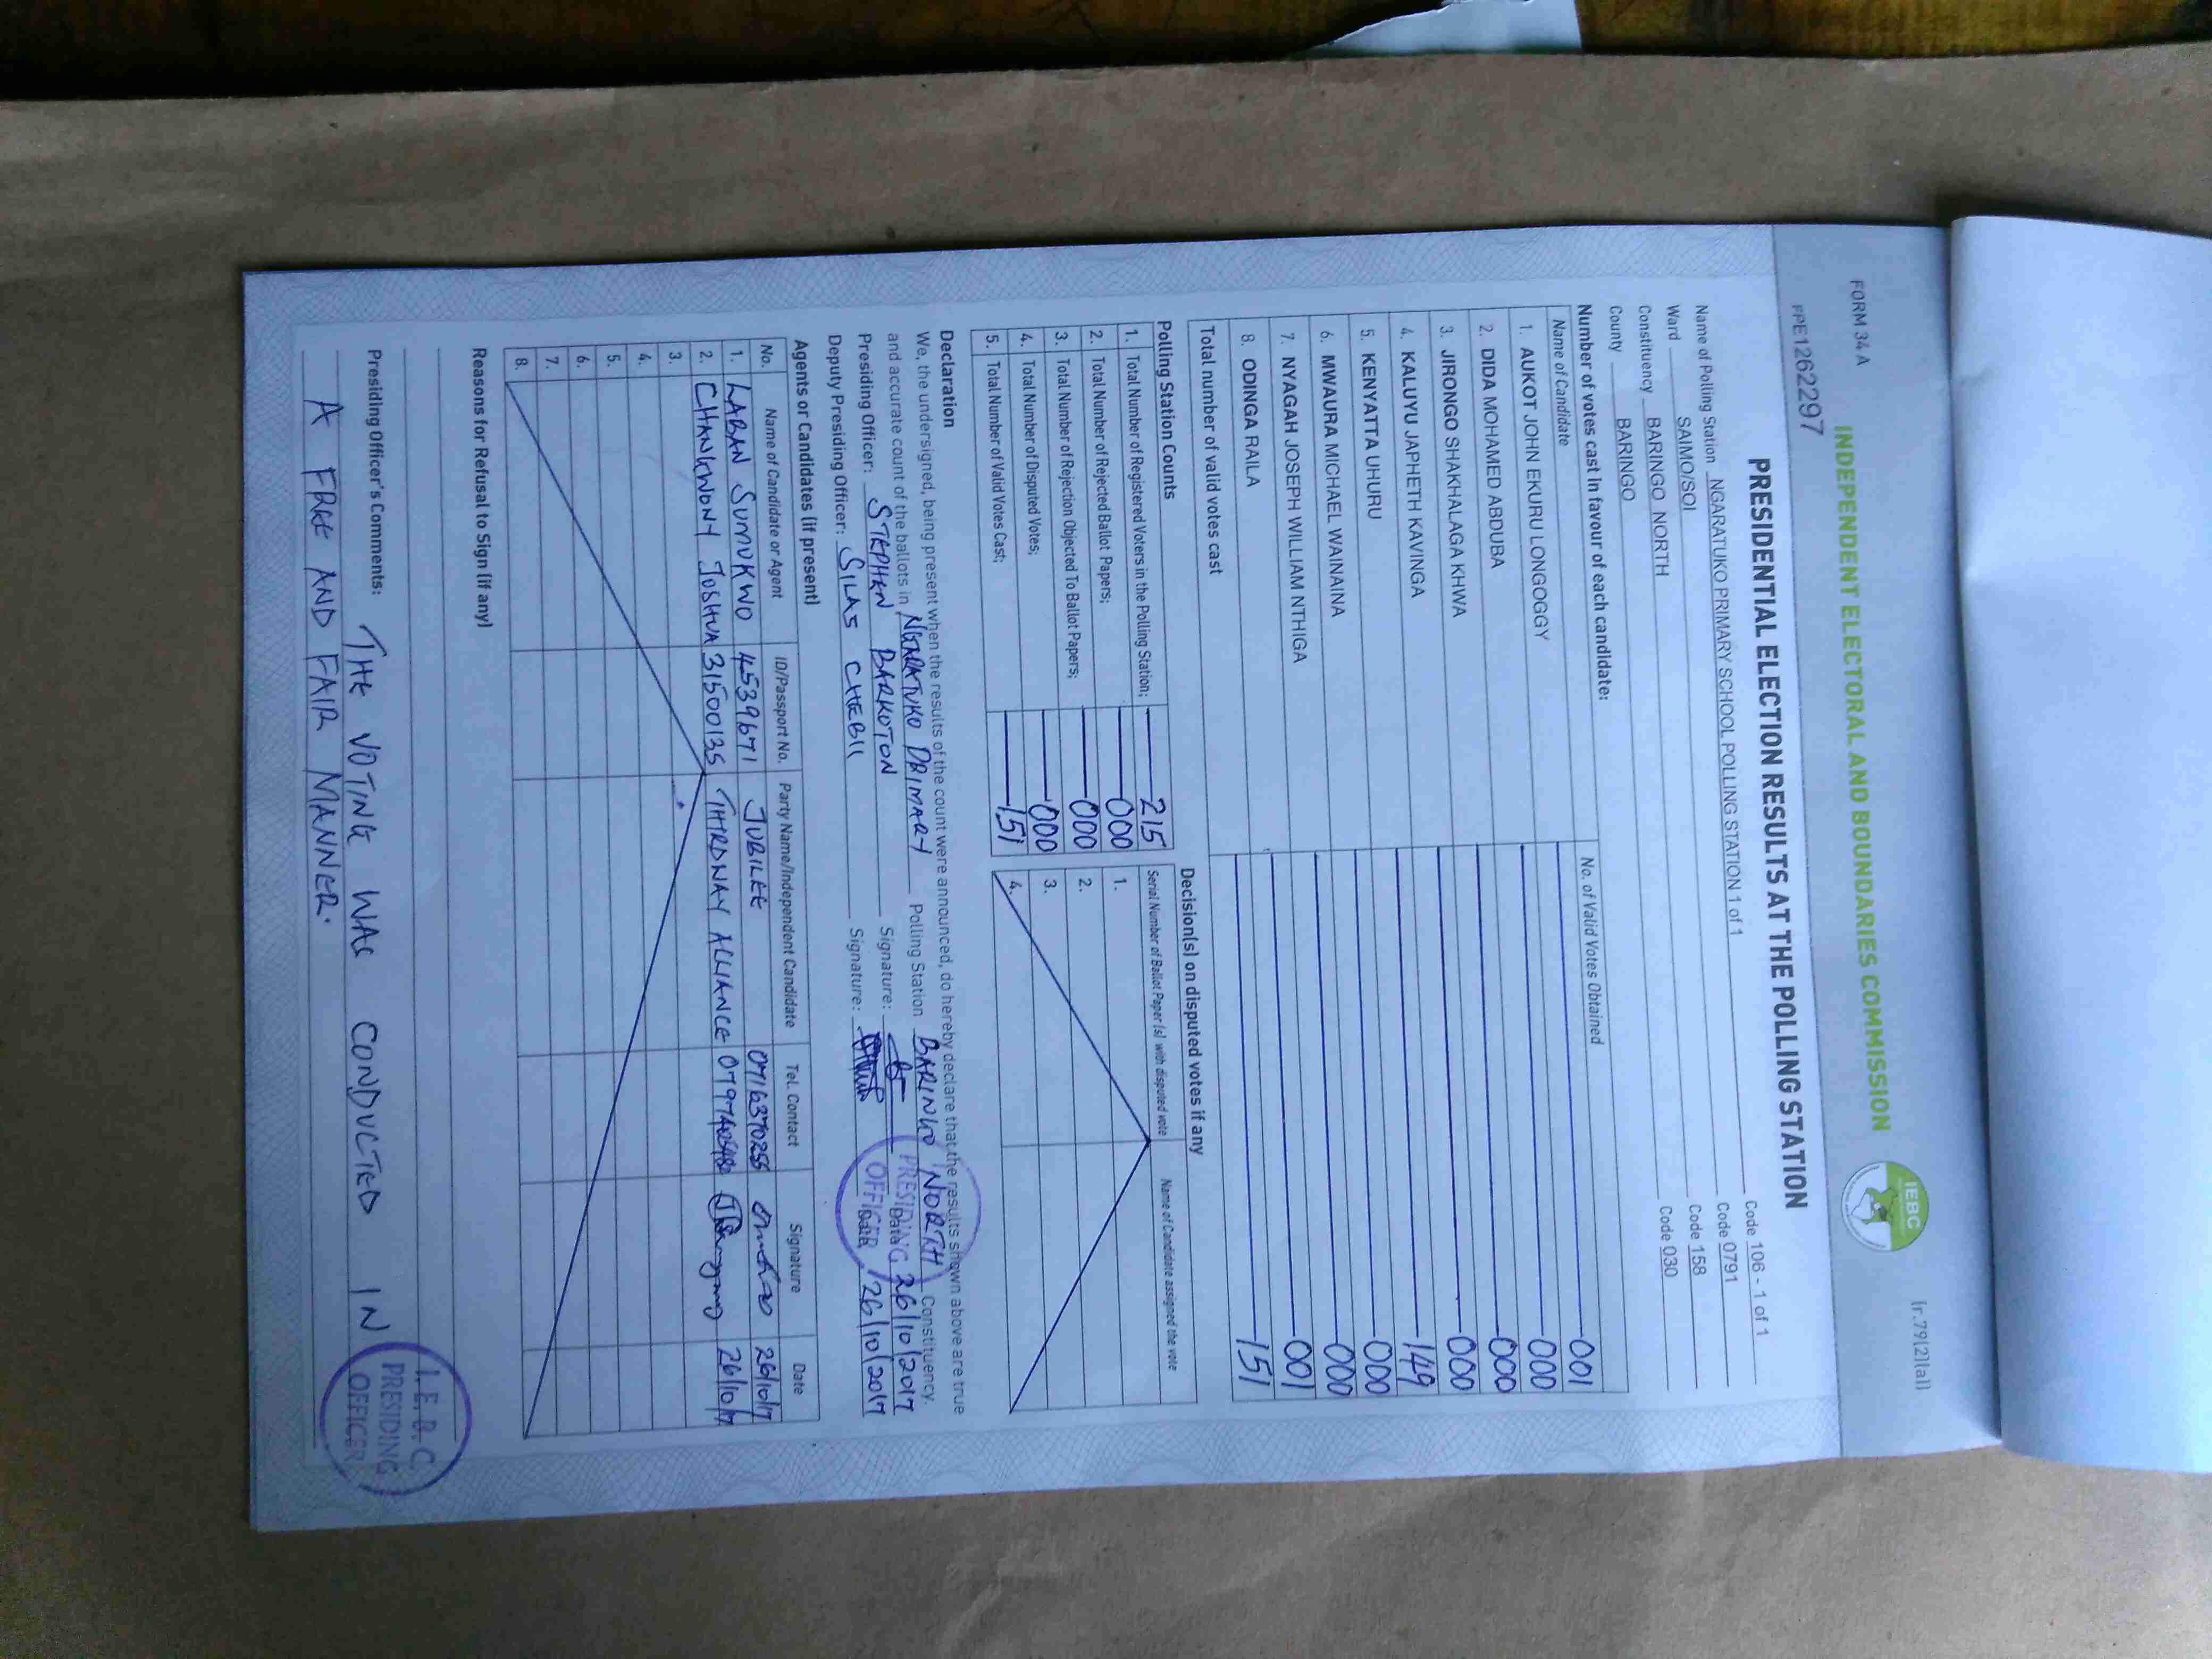 FORM 34 A
[r.79(2)(a)]
INDEPENDENT ELECTORAL AND BOUNDARIES COMMISSION
IEBC
PPE1262297
PRESIDENTIAL ELECTION RESULTS AT THE POLLING STATION
Name of Polling Station NGARATUKO PRIMARY SCHOOL POLLING STATION 1 of 1 Code 106 - 1 of 1
Ward SAIMO/SOI Code 0791
Constituency BARINGO NORTH Code 158
County BARINGO Code 030
Number of votes cast in favour of each candidate:
Name of Candidate No. of Valid Votes Obtained
1. AUKOT JOHN EKURU LONGOGGY 001
2. DIDA MOHAMED ABDUBA 000
3. JIRONGO SHAKHALAGA KHWA 000
4. KALUYU JAPHETH KAVINGA 000
5. KENYATTA UHURU 149
6. MWAURA MICHAEL WAINAINA 000
7. NYAGAH JOSEPH WILLIAM NTHIGA 000
8. ODINGA RAILA 001
Total number of valid votes cast 151
Polling Station Counts
1. Total Number of Registered Voters in the Polling Station; 215
2. Total Number of Rejected Ballot Papers; 000
3. Total Number of Rejection Objected To Ballot Papers; 000
4. Total Number of Disputed Votes; 000
5. Total Number of Valid Votes Cast; 151
Decision(s) on disputed votes if any
Serial Number of Ballot Paper (s) with disputed vote Name of Candidate assigned the vote
1.
2.
3.
4.
Declaration
We, the undersigned, being present when the results of the count were announced, do hereby declare that the results shown above are true
and accurate count of the ballots in NGARATUKO PRIMARY Polling Station BARINGO NORTH Constituency.
Presiding Officer: STEPHEN BARKOTON Signature: Date 26/10/2017
Deputy Presiding Officer: SILAS CHEBII Signature: Date 26/10/2017
PRESIDING
OFFICER
Agents or Candidates (if present)
No. Name of Candidate or Agent ID/Passport No. Party Name/Independent Candidate Tel. Contact Signature Date
1. LABAN SUMUKWO 4539671 JUBILEE 0716370255 26/10/17
2. CHANGWONY JOSHUA 31500135 THIRDWAY ALLIANCE 26/10/17
3.
4.
5.
6.
7.
8.
Reasons for Refusal to Sign (if any)
Presiding Officer's Comments: THE VOTING WAS CONDUCTED IN
A FREE AND FAIR MANNER.
I.E.B.C
PRESIDING
OFFICER